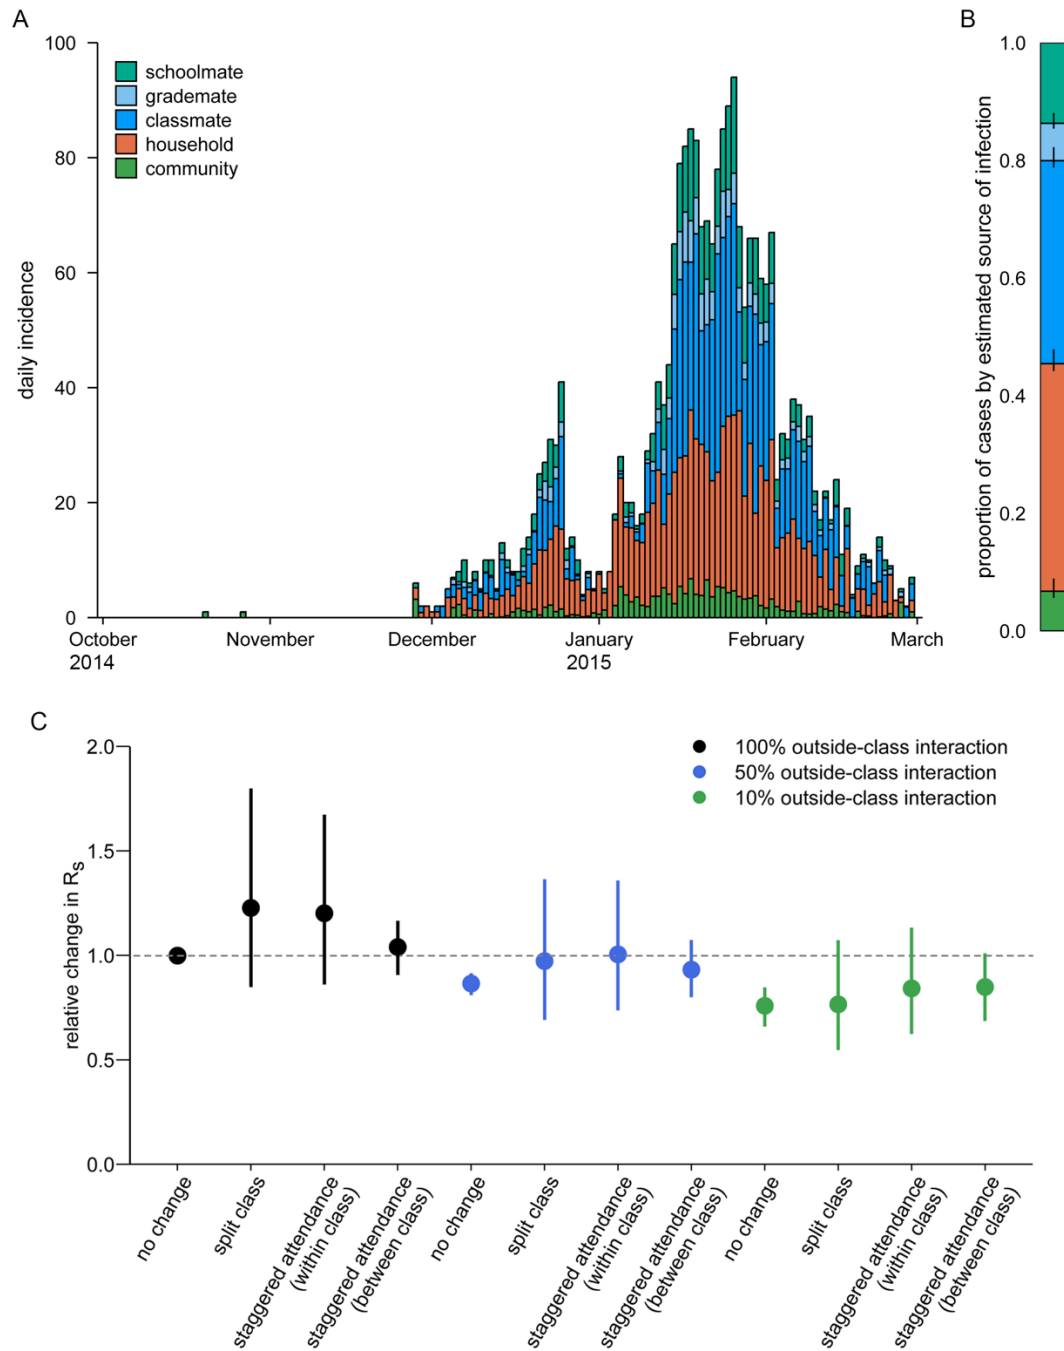 A
100
80
60
40
20
0
daily incidence
schoolmate
grademate
classmate
household
community
October
2014
November
December
January
2015
February
March
B
1.0
0.8
0.6
0.4
0.2
0.0
proportion of cases by estimated source of infection
C
2.0
1.5
1.0
0.5
0.0
relative change in Rs
100% outside-class interaction
50% outside-class interaction
10% outside-class interaction
no change
split class
staggered attendance
(within class)
staggered attendance
(between class)
no change
split class
staggered attendance
(within class)
staggered attendance
(between class)
no change
split class
staggered attendance
(within class)
staggered attendance
(between class)